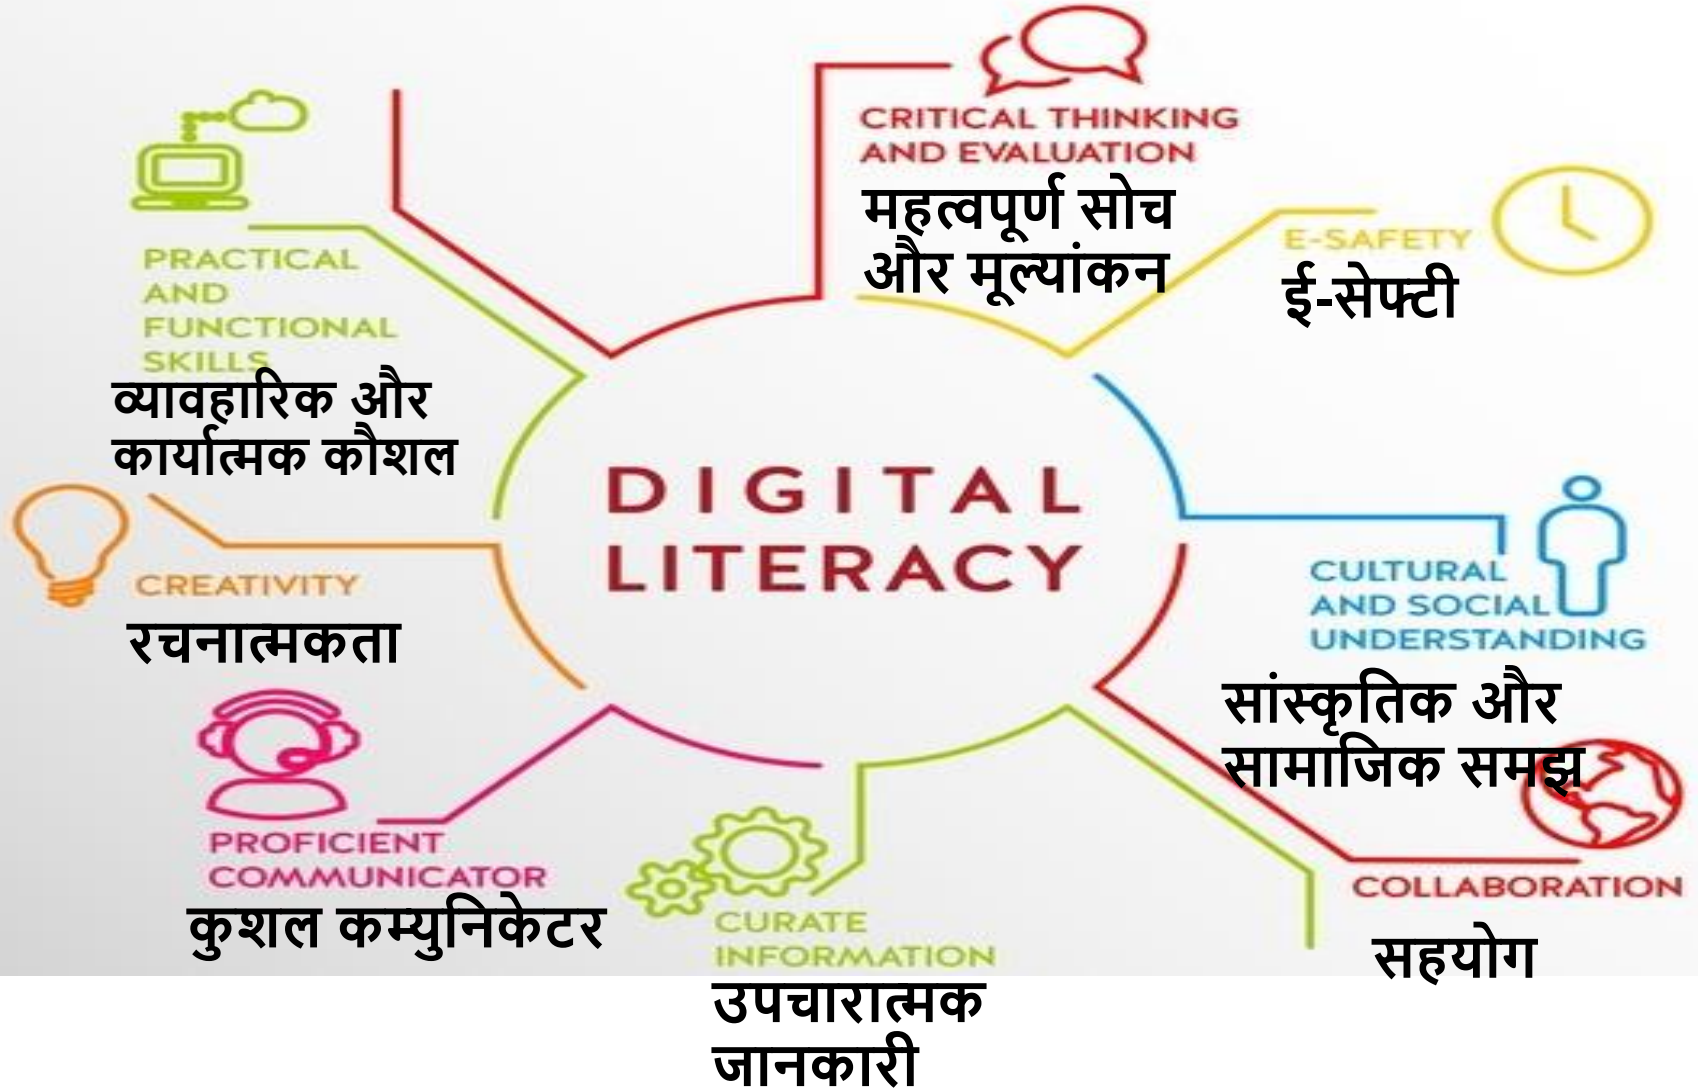 CRITICAL THINKING
AND EVALUATION
महत्वपूर्ण सोच
और मूल्यांकन
E-SAFETY
ई-सेफ्टी
PRACTICAL
AND
FUNCTIONAL
SKILLS
व्यावहारिक और
कार्यात्मक कौशल
DIGITAL
LITERACY
CREATIVITY
रचनात्मकता
CULTURAL
AND SOCIAL
UNDERSTANDING
सांस्कृतिक और
सामाजिक समझ
PROFICIENT
COMMUNICATOR
कुशल कम्युनिकेटर
CURATE
INFORMATION
उपचारात्मक
जानकारी
COLLABORATION
सहयोग